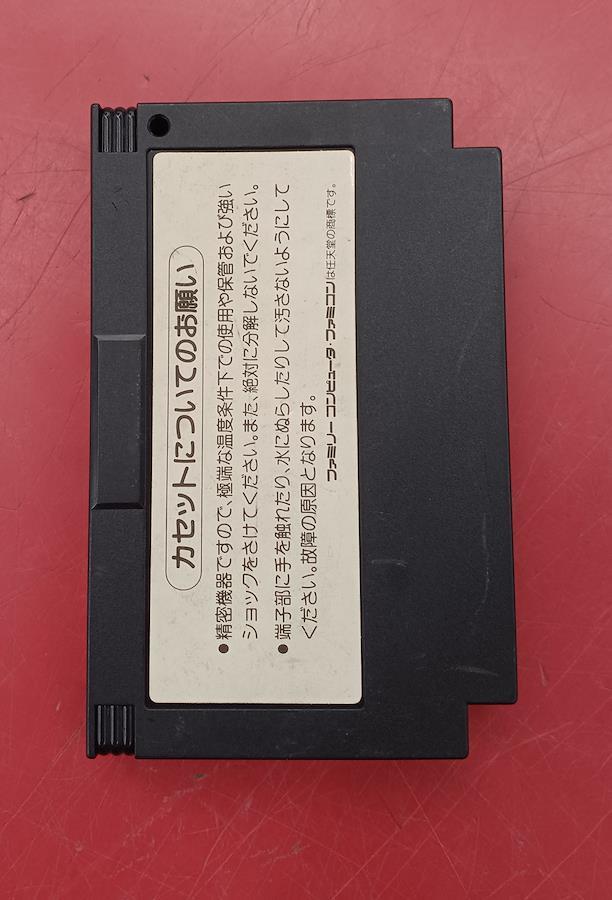 カセットについてのお願い
●精密機器ですので、極端な温度条件下での使用や保管および強い
ショックをさけてください。また、絶対に分解しないでください。
●端子部に手を触れたり、水にぬらしたりして汚さないようにして
ください。故障の原因となります。
ファミリーコンピュータ・ファミコンは任天堂の商標です。